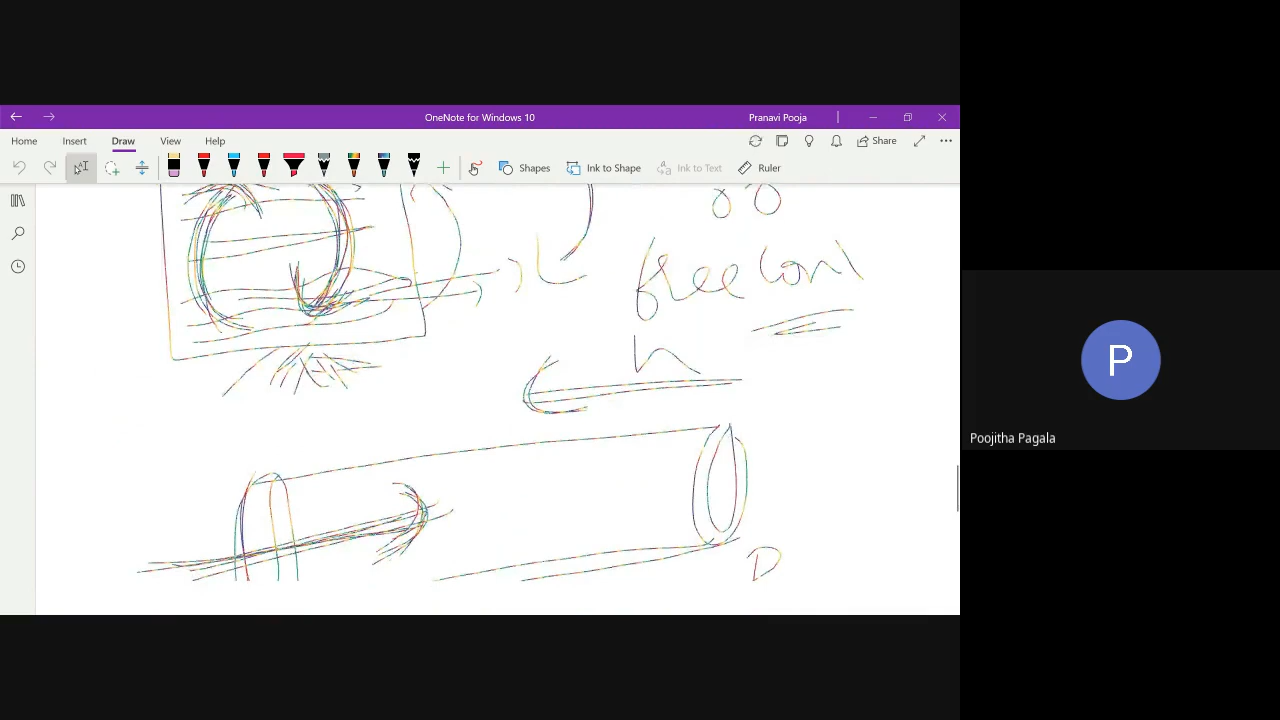 OneNote for Windows 10
Pranavi Pooja
Home Insert Draw View Help
Share
Shapes
Ink to Shape
Ink to Text
Ruler
P
Poojitha Pagala